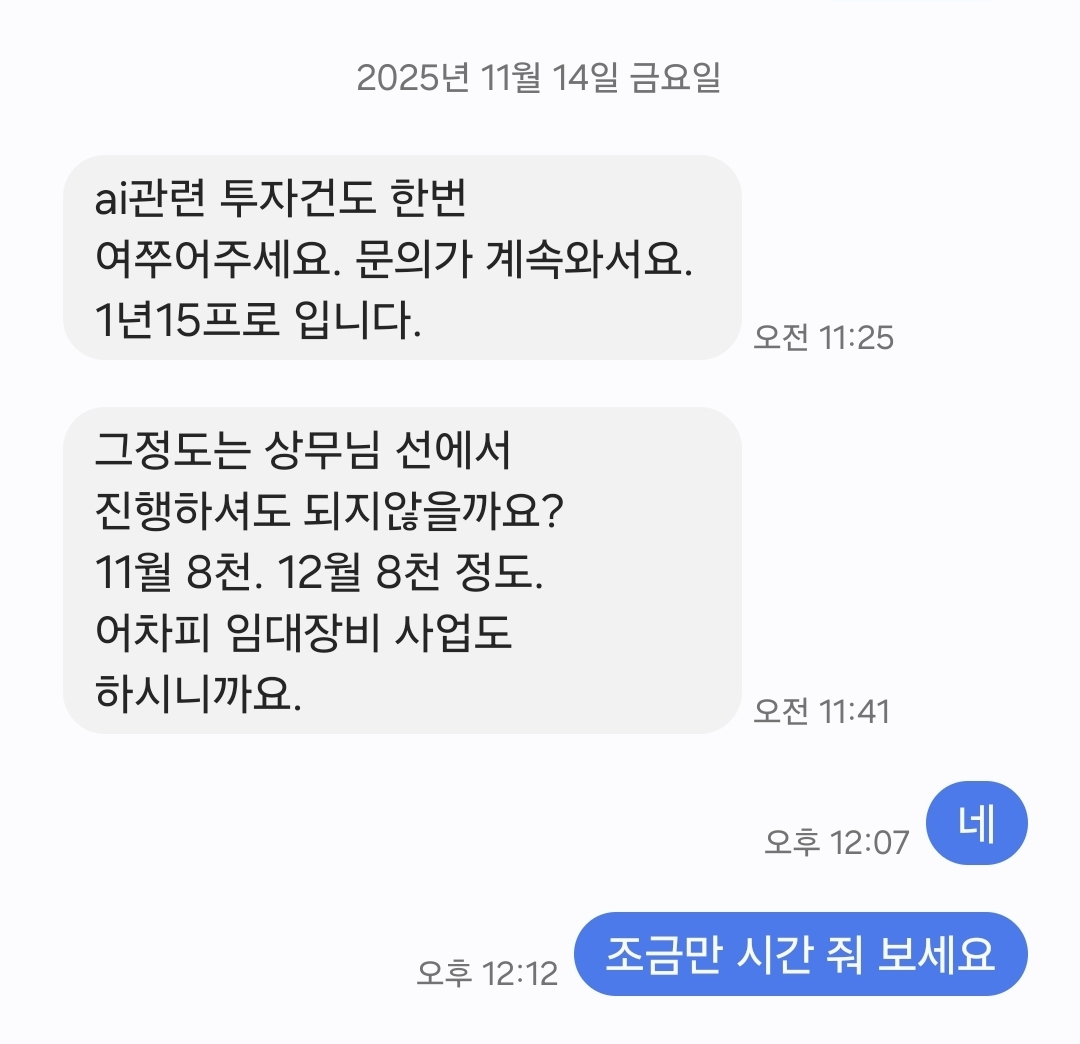 2025년 11월 14일 금요일
ai관련 투자건도 한번
여쭈어주세요. 문의가 계속와서요.
1년15프로 입니다.
오전 11:25
그정도는 상무님 선에서
진행하셔도 되지않을까요?
11월 8천. 12월 8천 정도.
어차피 임대장비 사업도
하시니까요.
오전 11:41
네
오후 12:07
조금만 시간 줘 보세요
오후 12:12